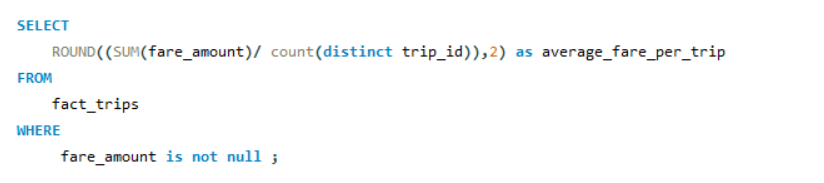 SELECT
ROUND((SUM(fare_amount)/ count(distinct trip_id)),2) as average_fare_per_trip
FROM
fact_trips
WHERE
fare_amount is not null ;